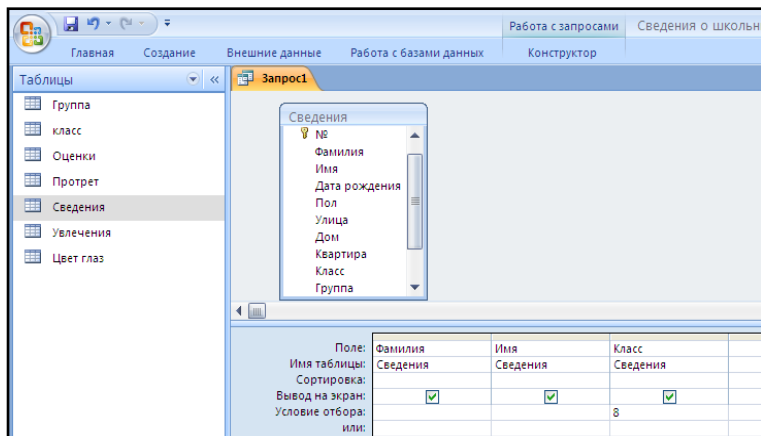 Работа с запросами Сведения о школьн
Главная Создание Внешние данные Работа с базами данных Конструктор
Таблицы
Группа
класс
Оценки
Протрет
Сведения
Увлечения
Цвет глаз
Запрос1
Сведения
№
Фамилия
Имя
Дата рождения
Пол
Улица
Дом
Квартира
Класс
Группа
Поле: Фамилия Имя Класс
Имя таблицы: Сведения Сведения Сведения
Сортировка:
Вывод на экран:
Условие отбора: 8
или: